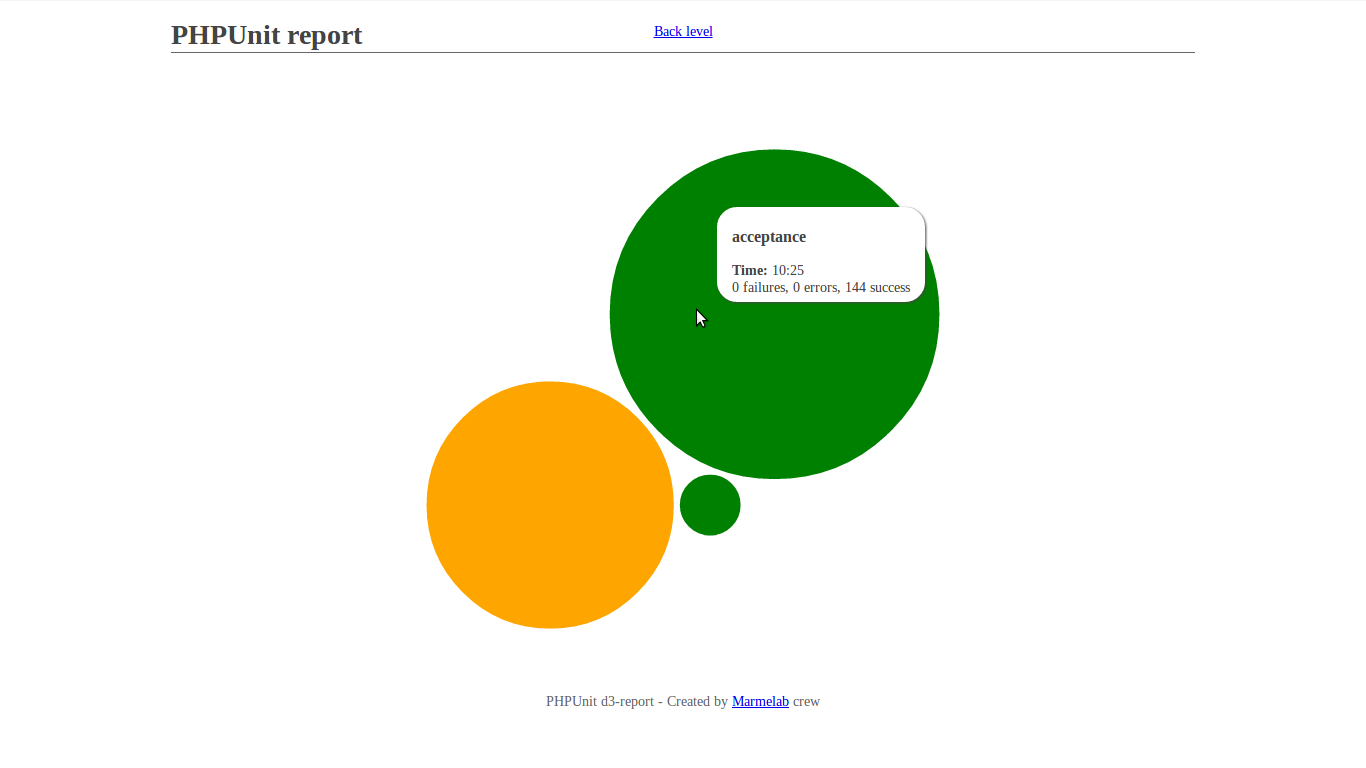 PHPUnit report
Back level
acceptance
Time: 10:25
0 failures, 0 errors, 144 success
PHPUnit d3-report - Created by Marmelab crew